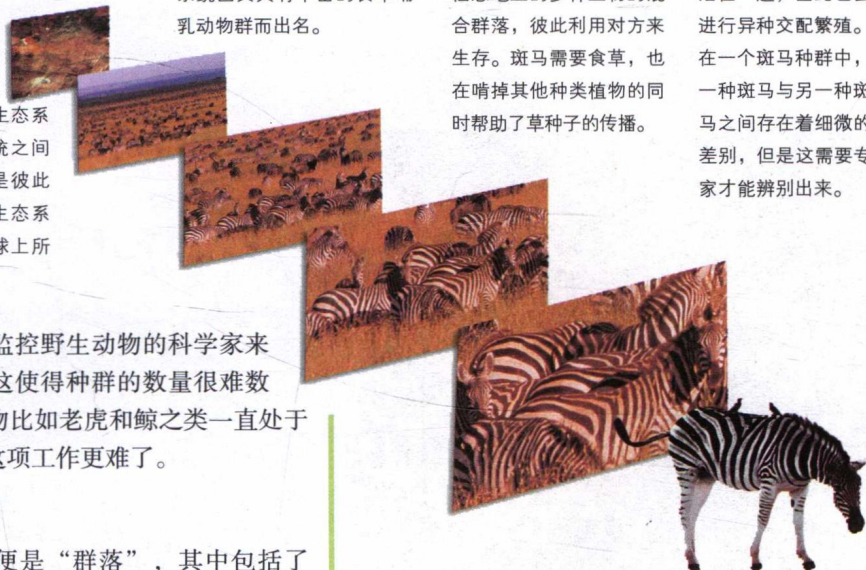 乳动物群而出名。
合群落，彼此利用对方来
生存。斑马需要食草，也
在啃掉其他种类植物的同
时帮助了草种子的传播。
进行异种交配繁殖。
在一个斑马种群中，
一种斑马与另一种斑
马之间存在着细微的
差别，但是这需要专
家才能辨别出来。
生态系
统之间
是彼此
生态系
球上所
监控野生动物的科学家来
这使得种群的数量很难数
物比如老虎和鲸之类一直处于
这项工作更难了。
便是“群落”，其中包括了